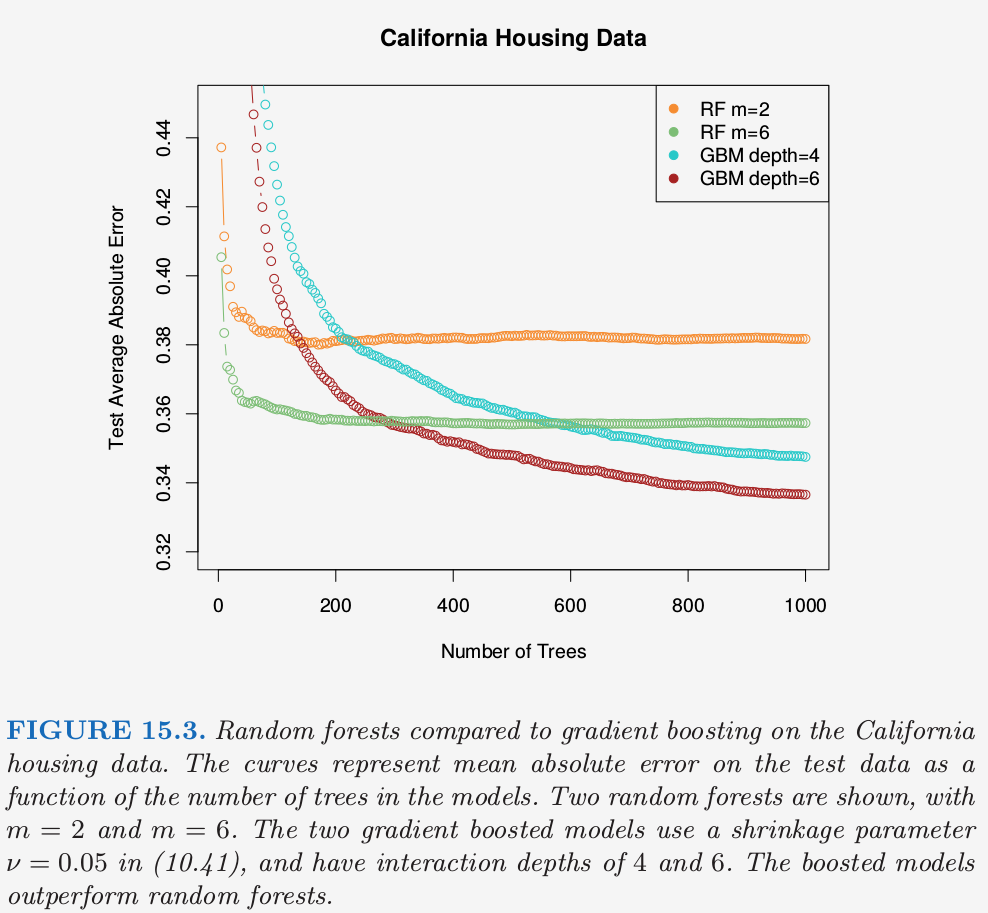 California Housing Data
RF m=2
RF m=6
GBM depth=4
GBM depth=6
Test Average Absolute Error
0.44
0.42
0.40
0.38
0.36
0.34
0.32
0 200 400 600 800 1000
Number of Trees
FIGURE 15.3. Random forests compared to gradient boosting on the California
housing data. The curves represent mean absolute error on the test data as a
function of the number of trees in the models. Two random forests are shown, with
m = 2 and m = 6. The two gradient boosted models use a shrinkage parameter
ν = 0.05 in (10.41), and have interaction depths of 4 and 6. The boosted models
outperform random forests.